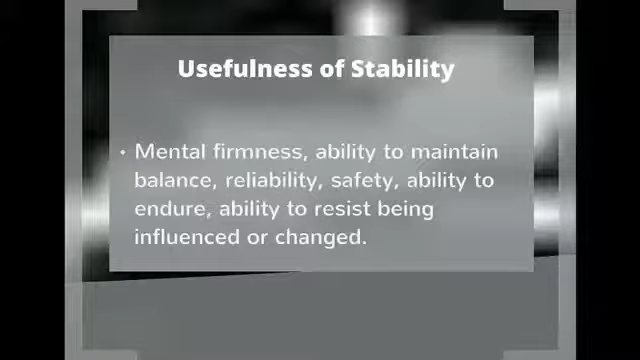 Usefulness of Stability
• Mental firmness, ability to maintain
balance, reliability, safety, ability to
endure, ability to resist being
influenced or changed.